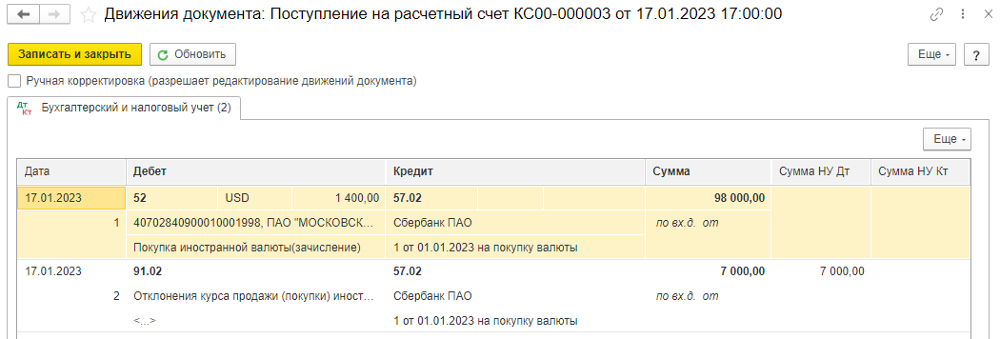 Движения документа: Поступление на расчетный счет КС00-000003 от 17.01.2023 17:00:00
Записать и закрыть Обновить Еще ?
Ручная корректировка (разрешает редактирование движений документа)
Дт Кт Бухгалтерский и налоговый учет (2)
Еще
Дата Дебет Кредит Сумма Сумма НУ Дт Сумма НУ Кт
17.01.2023 52 USD 1 400,00 57.02 98 000,00
1 40702840900010001998, ПАО "МОСКОВСК... Сбербанк ПАО по вх.д. от
Покупка иностранной валюты(зачисление) 1 от 01.01.2023 на покупку валюты
17.01.2023 91.02 57.02 7 000,00 7 000,00
2 Отклонения курса продажи (покупки) иност... Сбербанк ПАО по вх.д. от
<...> 1 от 01.01.2023 на покупку валюты